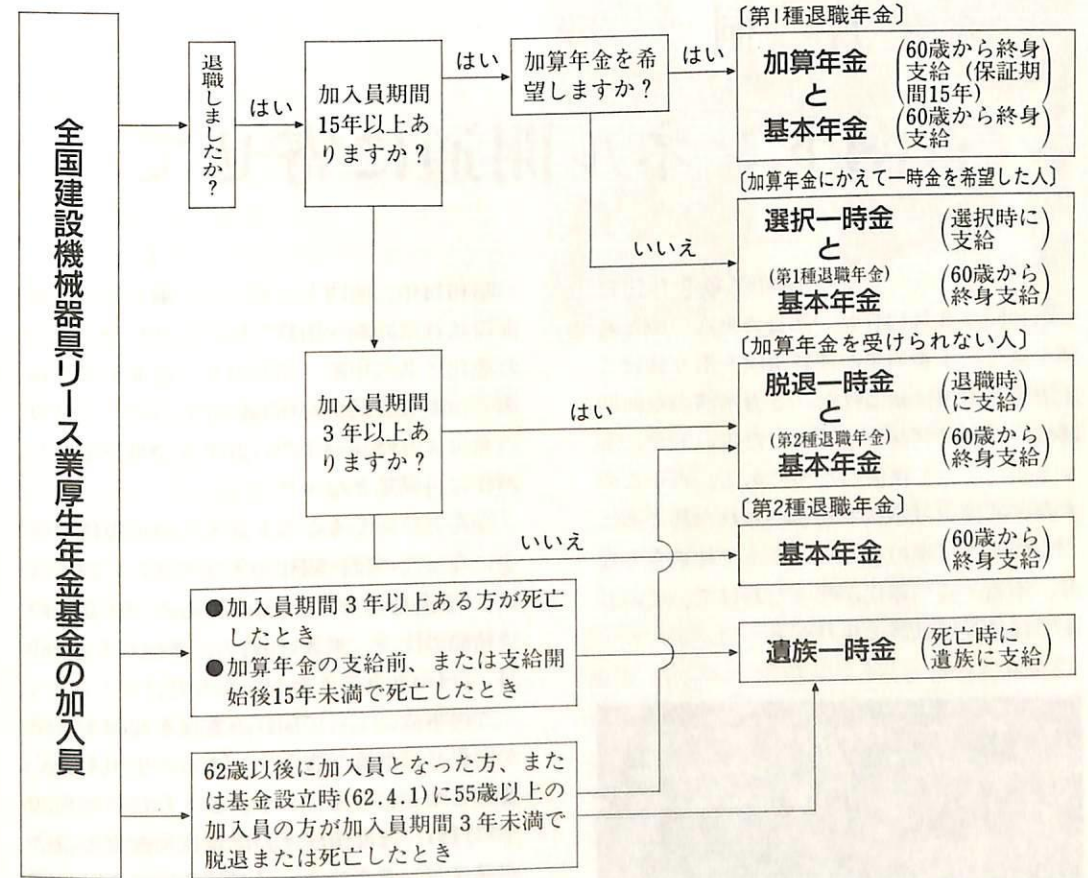 全国建設機械器具リース業厚生年金基金の加入員
退職しましたか?
はい
加入員期間
15年以上あ
りますか?
はい
加算年金を希
望しますか?
はい
いいえ
〔第1種退職年金〕
加算年金
(60歳から終身
支給(保証期
間15年)
と
基本年金
(60歳から終身
支給)
〔加算年金にかえて一時金を希望した人〕
選択一時金
(選択時に
支給)
と
(第1種退職年金)
基本年金
(60歳から
終身支給)
加入員期間
3年以上あ
りますか?
はい
いいえ
〔加算年金を受けられない人〕
脱退一時金
(退職時
に支給)
と
(第2種退職年金)
基本年金
(60歳から
終身支給)
〔第2種退職年金〕
基本年金
(60歳から
終身支給)
●加入員期間3年以上ある方が死亡
したとき
●加算年金の支給前、または支給開
始後15年未満で死亡したとき
遺族一時金
(死亡時に
遺族に支給)
62歳以後に加入員となった方、また
は基金設立時(62.4.1)に55歳以上の
加入員の方が加入員期間3年未満で
脱退または死亡したとき